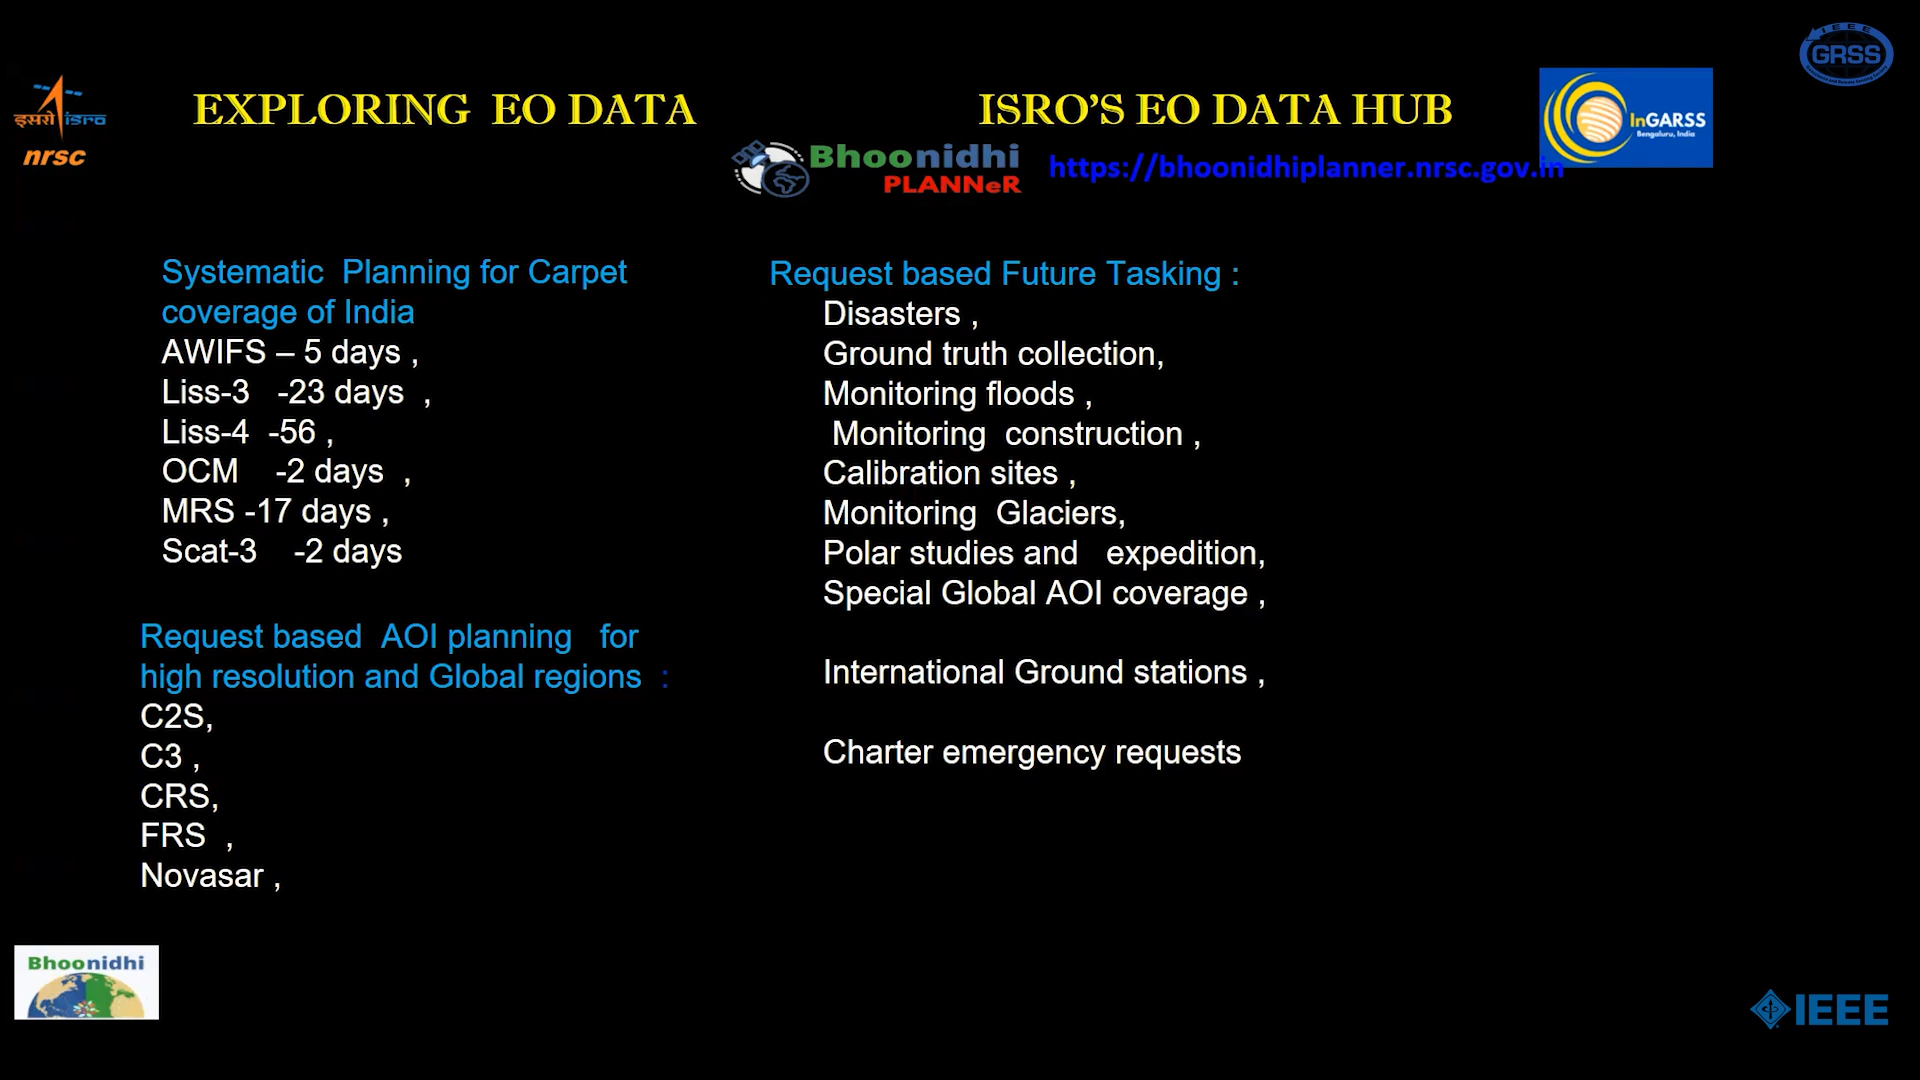 IEEE
GRSS
EXPLORING EO DATA
ISRO'S EO DATA HUB
इसरो isro
nrsc
InGARSS
Bengaluru, India
Bhoonidhi
PLANNeR
https://bhoonidhiplanner.nrsc.gov.in
Systematic Planning for Carpet
coverage of India
AWIFS – 5 days ,
Liss-3 -23 days ,
Liss-4 -56 ,
OCM -2 days ,
MRS -17 days ,
Scat-3 -2 days
Request based AOI planning for
high resolution and Global regions :
C2S,
C3 ,
CRS,
FRS ,
Novasar ,
Request based Future Tasking :
Disasters ,
Ground truth collection,
Monitoring floods ,
Monitoring construction ,
Calibration sites ,
Monitoring Glaciers,
Polar studies and expedition,
Special Global AOI coverage ,
International Ground stations ,
Charter emergency requests
Bhoonidhi
IEEE